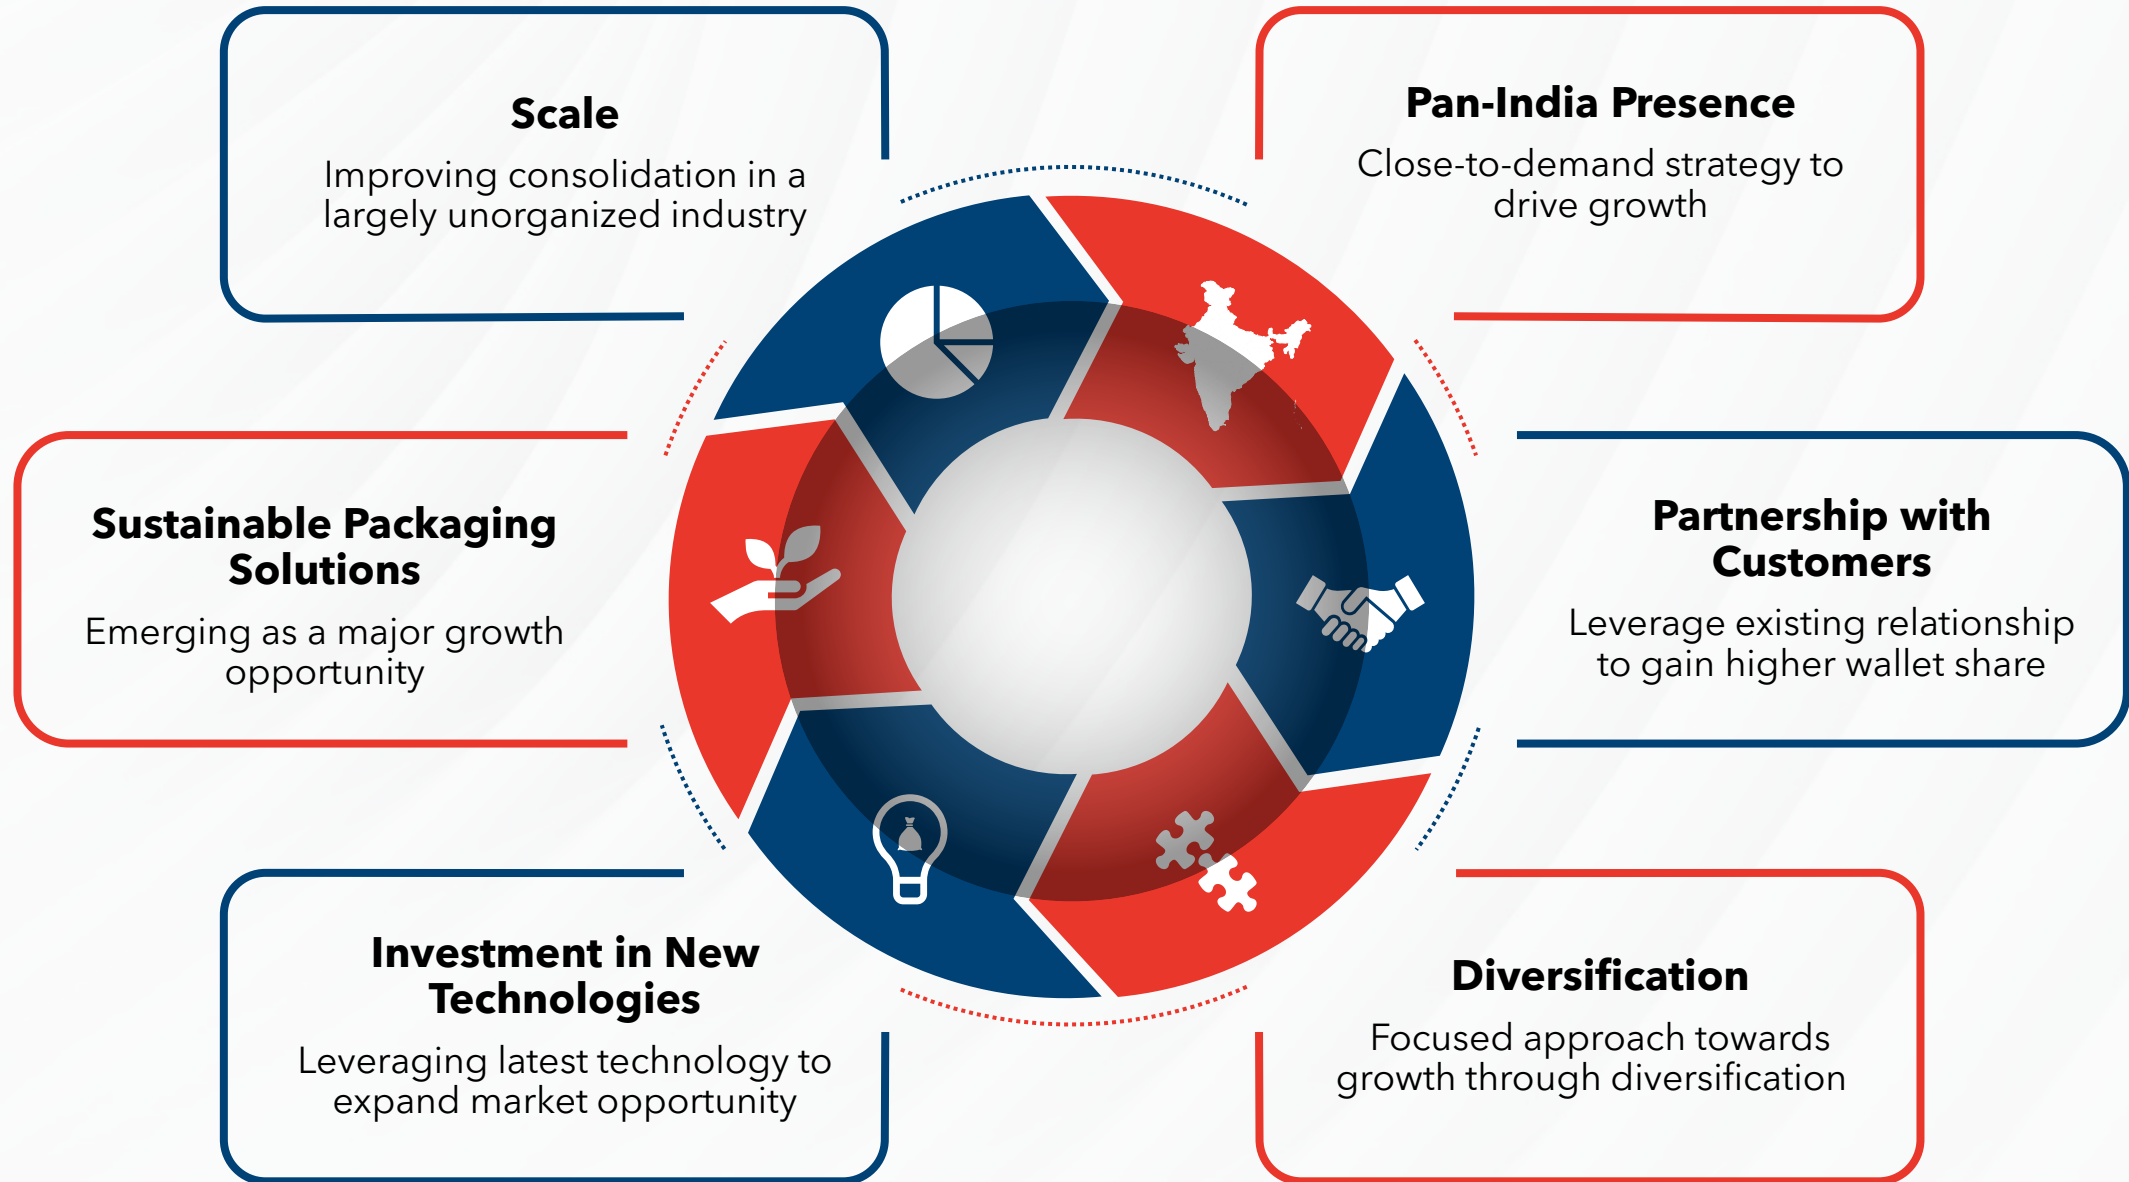 Scale
Improving consolidation in a
largely unorganized industry
Pan-India Presence
Close-to-demand strategy to
drive growth
Sustainable Packaging
Solutions
Emerging as a major growth
opportunity
Partnership with
Customers
Leverage existing relationship
to gain higher wallet share
Investment in New
Technologies
Leveraging latest technology to
expand market opportunity
Diversification
Focused approach towards
growth through diversification